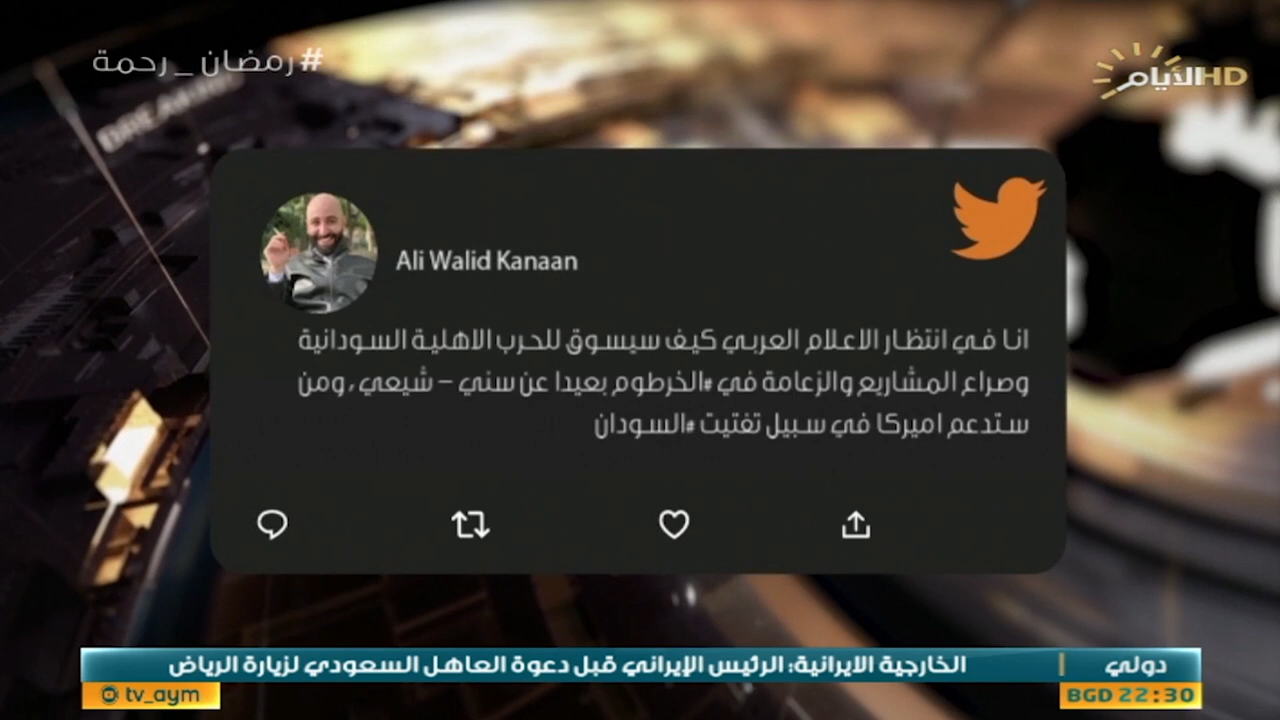 #رمضان_رحمة
الأيام HD
Ali Walid Kanaan
انا في انتظار الاعلام العربي كيف سيسوق للحرب الاهلية السودانية
وصراع المشاريع والزعامة في #الخرطوم بعيدا عن سني – شيعي، ومن
ستدعم اميركا في سبيل تفتيت #السودان
دولي
الخارجية الايرانية: الرئيس الإيراني قبل دعوة العاهل السعودي لزيارة الرياض
BGD 22:30
tv_aym